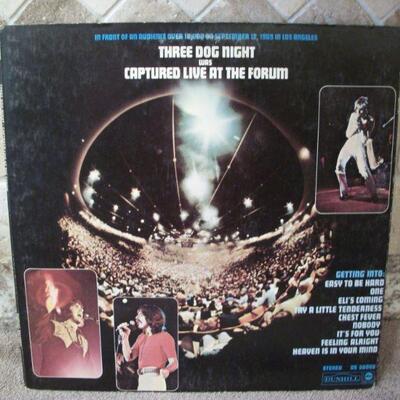 IN FRONT OF AN AUDIENCE OVER 18,000 ON SEPTEMBER 12, 1969 IN LOS ANGELES
THREE DOG NIGHT
was
CAPTURED LIVE AT THE FORUM
GETTING INTO:
EASY TO BE HARD
ONE
ELI'S COMING
TRY A LITTLE TENDERNESS
CHEST FEVER
NOBODY
IT'S FOR YOU
FEELING ALRIGHT
HEAVEN IS IN YOUR MIND
STEREO DS 50068
DUNHILL